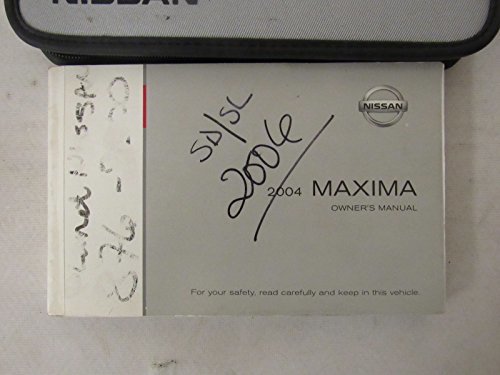 NISSAN
NISSAN
SD/SL
2006
2004 MAXIMA
OWNER'S MANUAL
For your safety, read carefully and keep in this vehicle.